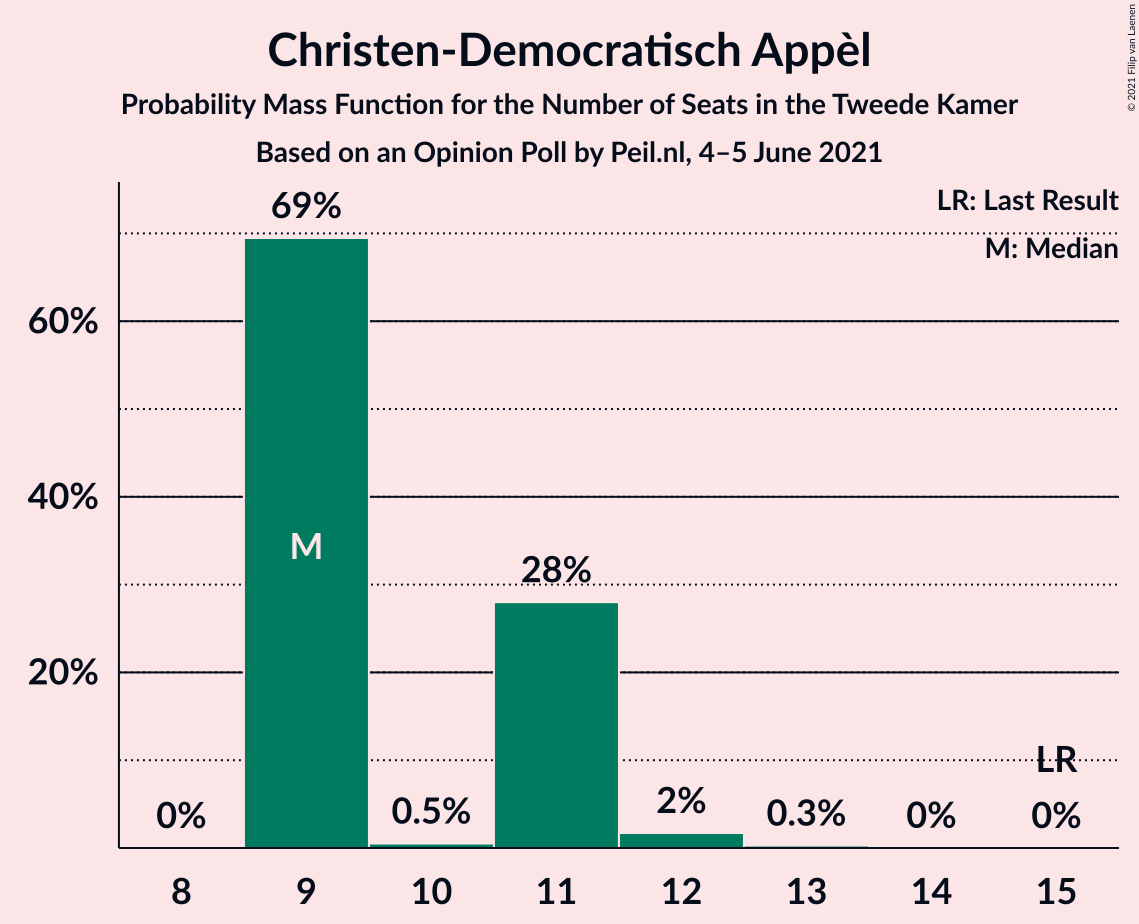 Christen-Democratisch Appèl
Probability Mass Function for the Number of Seats in the Tweede Kamer
Based on an Opinion Poll by Peil.nl, 4–5 June 2021
© 2021 Filip van Laenen
LR: Last Result
M: Median
69%
60%
40%
M
28%
20%
LR
0%
0.5%
2%
0.3%
0%
0%
8 9 10 11 12 13 14 15